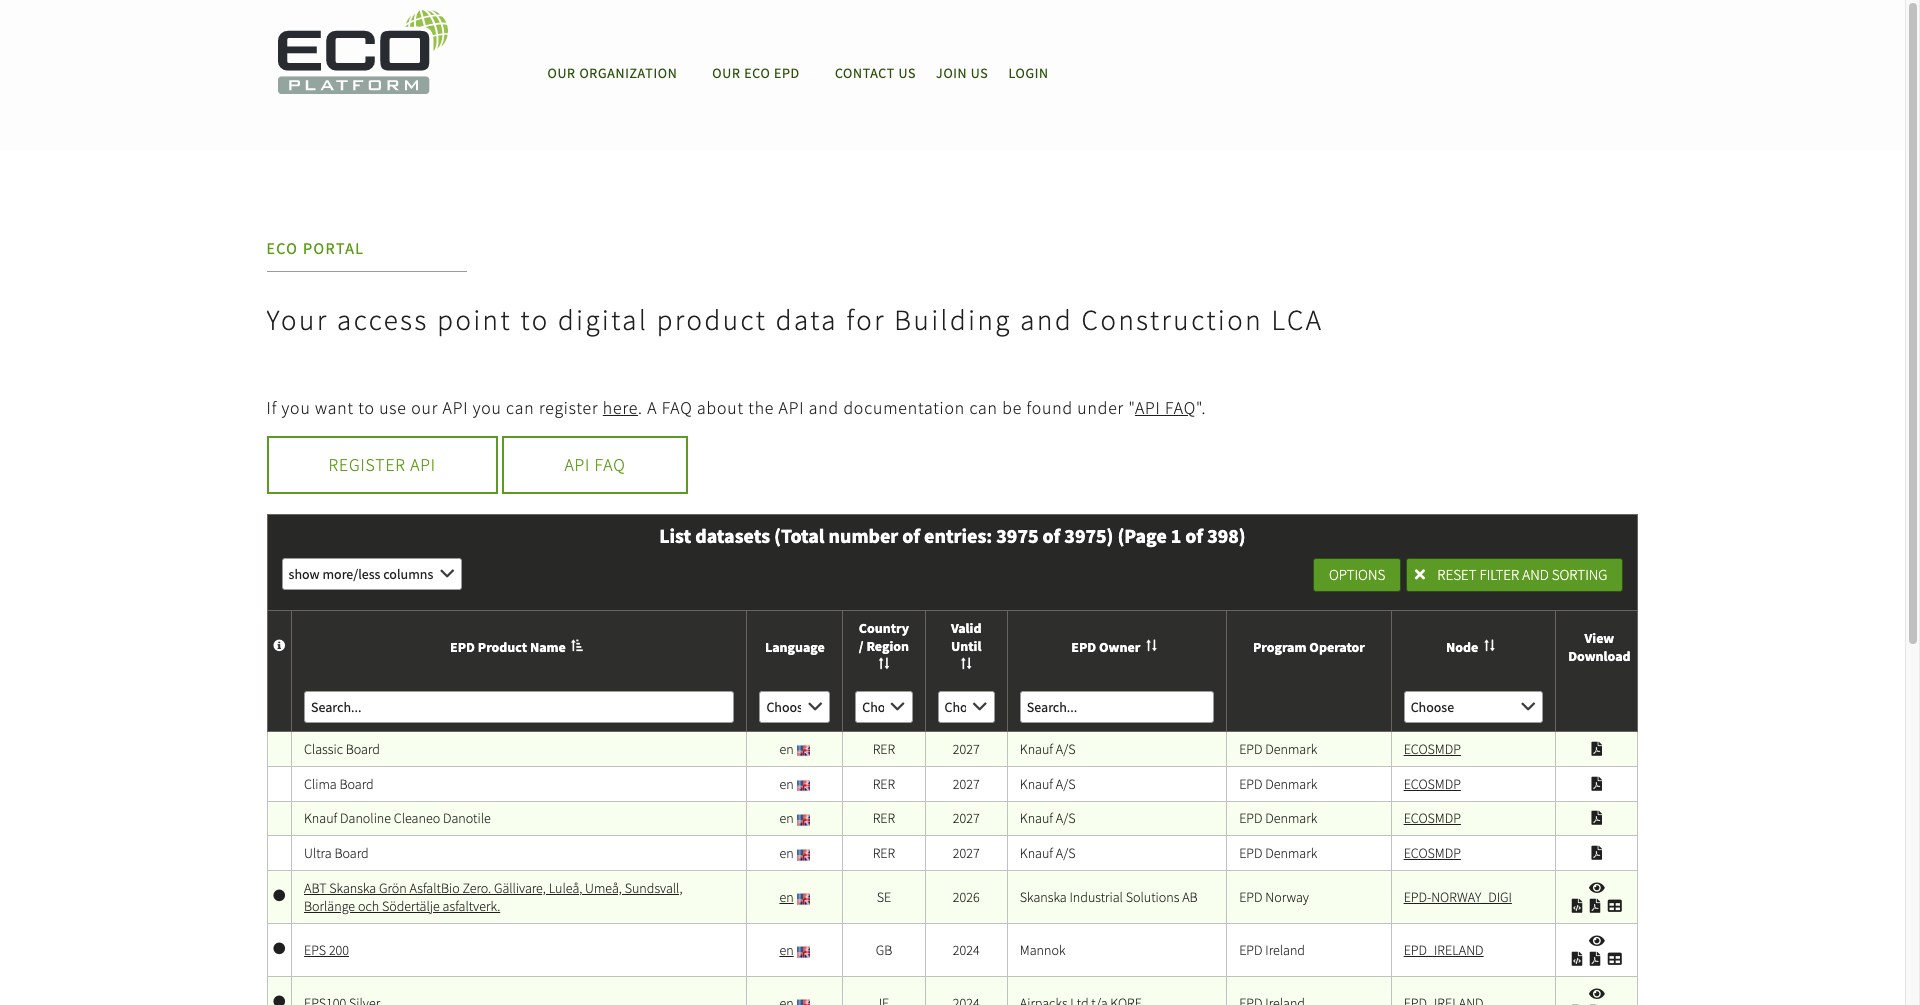 ECO
PLATFORM
OUR ORGANIZATION OUR ECO EPD CONTACT US JOIN US LOGIN
ECO PORTAL
Your access point to digital product data for Building and Construction LCA
If you want to use our API you can register here. A FAQ about the API and documentation can be found under "API FAQ".
REGISTER API API FAQ
List datasets (Total number of entries: 3975 of 3975) (Page 1 of 398)
show more/less columns OPTIONS RESET FILTER AND SORTING
EPD Product Name Language Country / Region Valid Until EPD Owner Program Operator Node View Download
Search... Choos Cho Cho Search... Choose
Classic Board en RER 2027 Knauf A/S EPD Denmark ECOSMDP
Clima Board en RER 2027 Knauf A/S EPD Denmark ECOSMDP
Knauf Danoline Cleaneo Danotile en RER 2027 Knauf A/S EPD Denmark ECOSMDP
Ultra Board en RER 2027 Knauf A/S EPD Denmark ECOSMDP
ABT Skanska Grön AsfaltBio Zero. Gällivare, Luleå, Umeå, Sundsvall,
Borlänge och Södertälje asfaltverk. en SE 2026 Skanska Industrial Solutions AB EPD Norway EPD-NORWAY_DIGI
EPS 200 en GB 2024 Mannok EPD Ireland EPD_IRELAND
EPS100 Silver en IE 2024 Airpacks Ltd t/a KORE EPD Ireland EPD_IRELAND